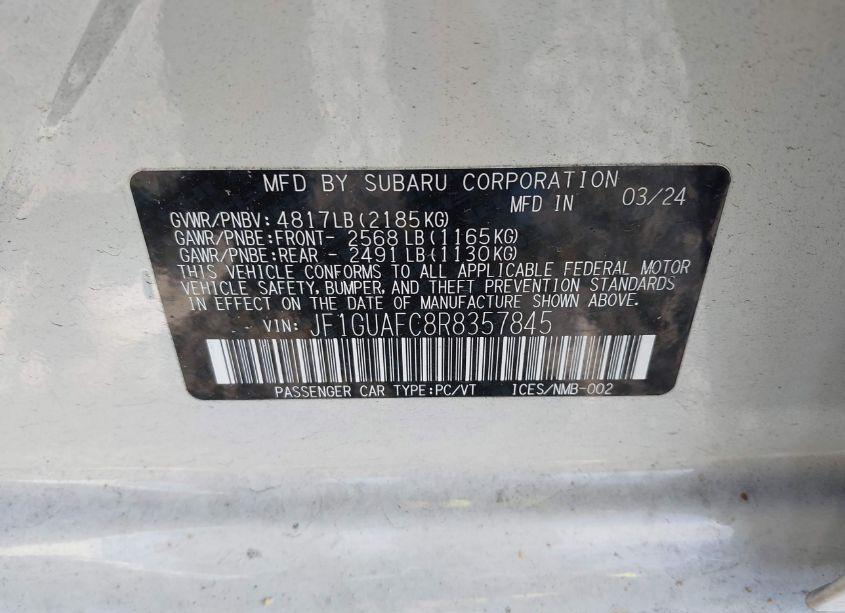 MFD BY SUBARU CORPORATION
MFD IN 03/24
GVWR/PNBV: 4817LB(2185KG)
GAWR/PNBE:FRONT- 2568LB(1165KG)
GAWR/PNBE:REAR - 2491LB(1130KG)
THIS VEHICLE CONFORMS TO ALL APPLICABLE FEDERAL MOTOR
VEHICLE SAFETY, BUMPER, AND THEFT PREVENTION STANDARDS
IN EFFECT ON THE DATE OF MANUFACTURE SHOWN ABOVE.
VIN: JF1GUAFC8R8357845
PASSENGER CAR TYPE:PC/VT ICES/NMB-002